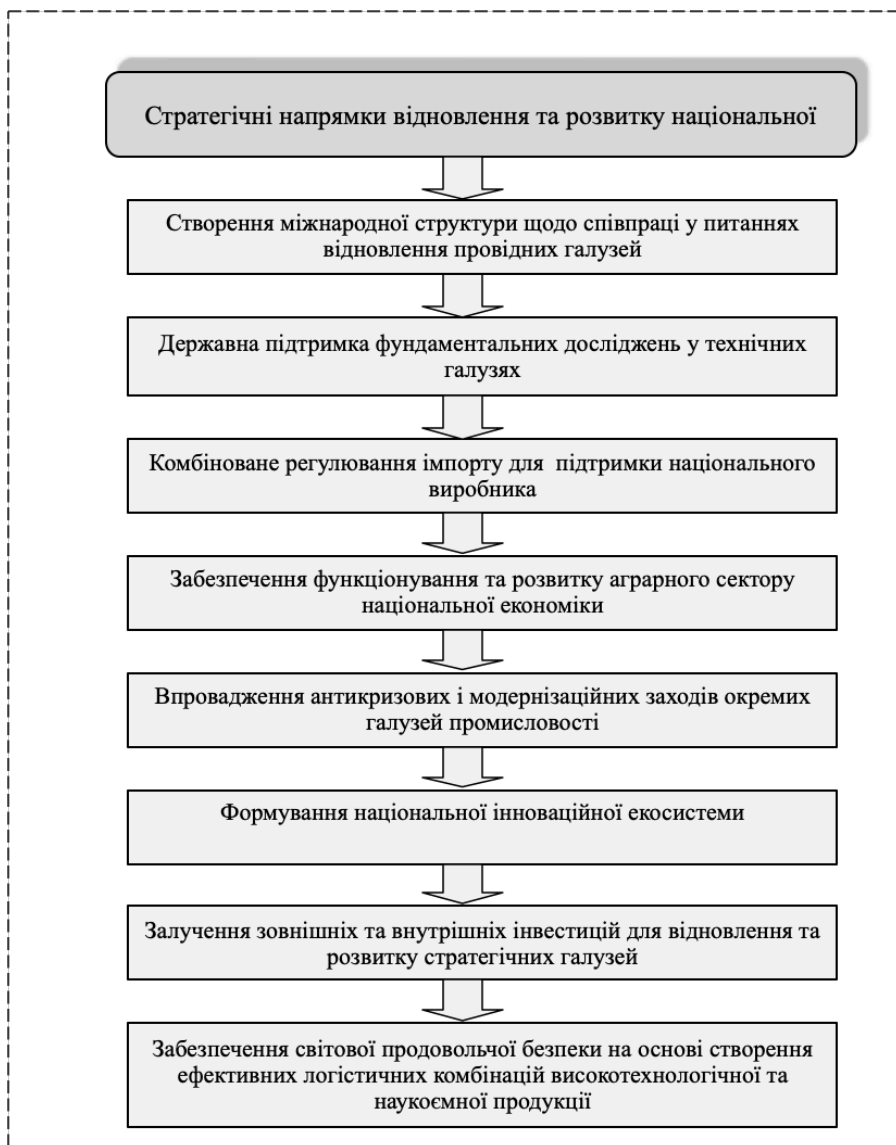 Стратегічні напрямки відновлення та розвитку національної
Створення міжнародної структури щодо співпраці у питаннях
відновлення провідних галузей
Державна підтримка фундаментальних досліджень у технічних
галузях
Комбіноване регулювання імпорту для  підтримки національного
виробника
Забезпечення функціонування та розвитку аграрного сектору
національної економіки
Впровадження антикризових і модернізаційних заходів окремих
галузей промисловості
Формування національної інноваційної екосистеми
Залучення зовнішніх та внутрішніх інвестицій для відновлення та
розвитку стратегічних галузей
Забезпечення світової продовольчої безпеки на основі створення
ефективних логістичних комбінацій високотехнологічної та
наукоємної продукції